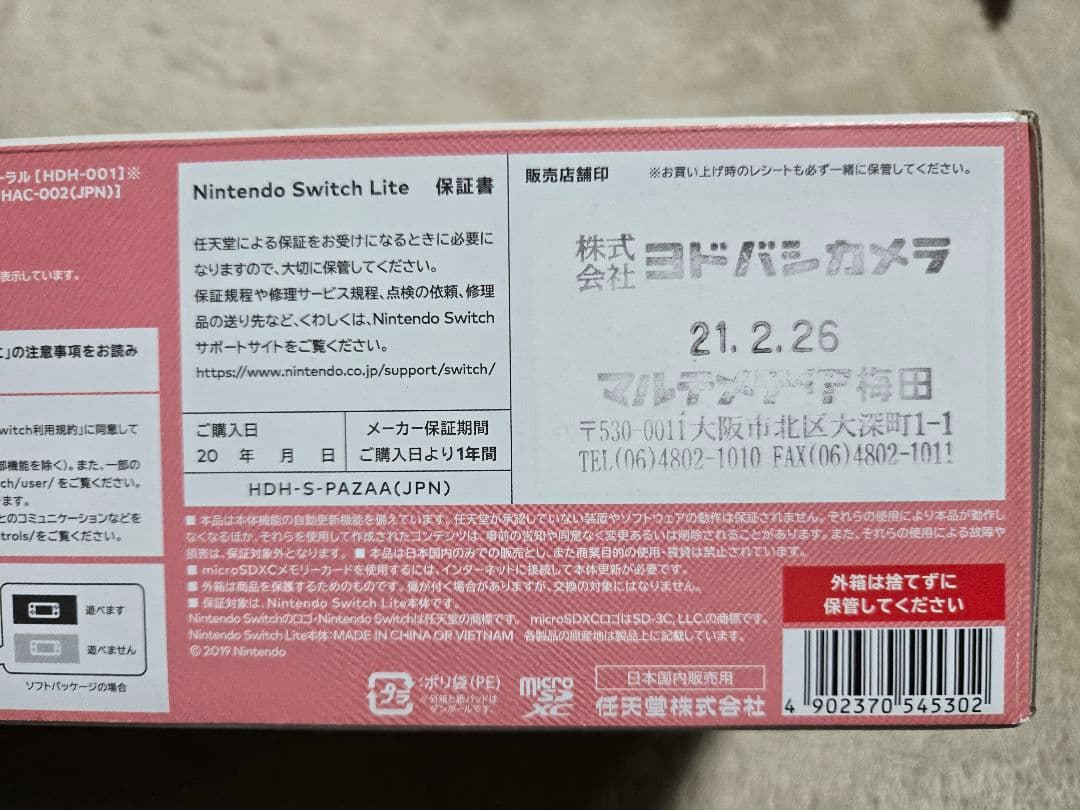 ーラル[HDH-001]※
HAC-002(JPN)]
表示しています。
」の注意事項をお読み
witch利用規約」に同意して
部機能を除く)。また、一部の
ch/user/ をご覧ください。
ます。
とのコミュニケーションなどを
trols/をご覧ください。
遊べます
遊べません
ソフトパッケージの場合
Nintendo Switch Lite 保証書
任天堂による保証をお受けになるときに必要に
なりますので、大切に保管してください。
保証規程や修理サービス規程、点検の依頼、修理
品の送り先など、くわしくは、Nintendo Switch
サポートサイトをご覧ください。
https://www.nintendo.co.jp/support/switch/
ご購入日
20 年 月 日
メーカー保証期間
ご購入日より1年間
HDH-S-PAZAA(JPN)
販売店舗印 ※お買い上げ時のレシートも必ず一緒に保管してください。
株式会社 ヨドバシカメラ
21. 2. 26
マルチメディア梅田
〒530-0011大阪市北区大深町1-1
TEL(06)4802-1010 FAX(06)4802-1011
■ 本品は本体機能の自動更新機能を備えています。任天堂が承認していない装置やソフトウェアの動作は保証されません。それらの使用により本品が動作し
なくなるほか、それらを使用して作成されたコンテンツは、事前の告知や同意なく変更あるいは削除されることがあります。また、それらの使用による故障や
損害は、保証対象外となります。 ■ 本品は日本国内のみでの販売とし、また商業目的の使用・賃貸は禁止されています。
■ microSDXCメモリーカードを使用するには、インターネットに接続して本体更新が必要です。
■ 外箱は商品を保護するためのものです。傷が付く場合がありますが、交換の対象にはなりません。
■ 保証対象は、Nintendo Switch Lite本体です。
Nintendo Switchのロゴ・Nintendo Switchは任天堂の商標です。 microSDXCロゴはSD-3C, LLC.の商標です。
Nintendo Switch Lite本体:MADE IN CHINA OR VIETNAM 各製品の原産地は製品上に記載しています。
© 2019 Nintendo
外箱は捨てずに
保管してください
プラ
:ポリ袋(PE)
※外箱と紙パッドは
ダンボールです。
micro
SD
XC
日本国内販売用
任天堂株式会社
4 902370 545302